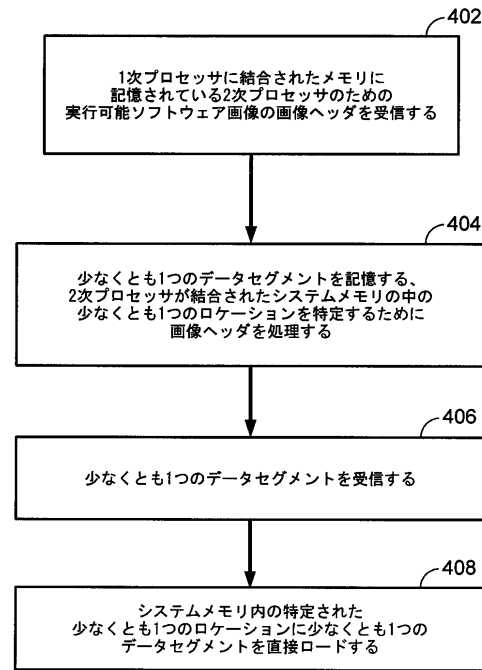 402
1次プロセッサに結合されたメモリに
記憶されている2次プロセッサのための
実行可能ソフトウェア画像の画像ヘッダを受信する
404
少なくとも1つのデータセグメントを記憶する、
2次プロセッサが結合されたシステムメモリの中の
少なくとも1つのロケーションを特定するために
画像ヘッダを処理する
406
少なくとも1つのデータセグメントを受信する
408
システムメモリ内の特定された
少なくとも1つのロケーションに少なくとも1つの
データセグメントを直接ロードする